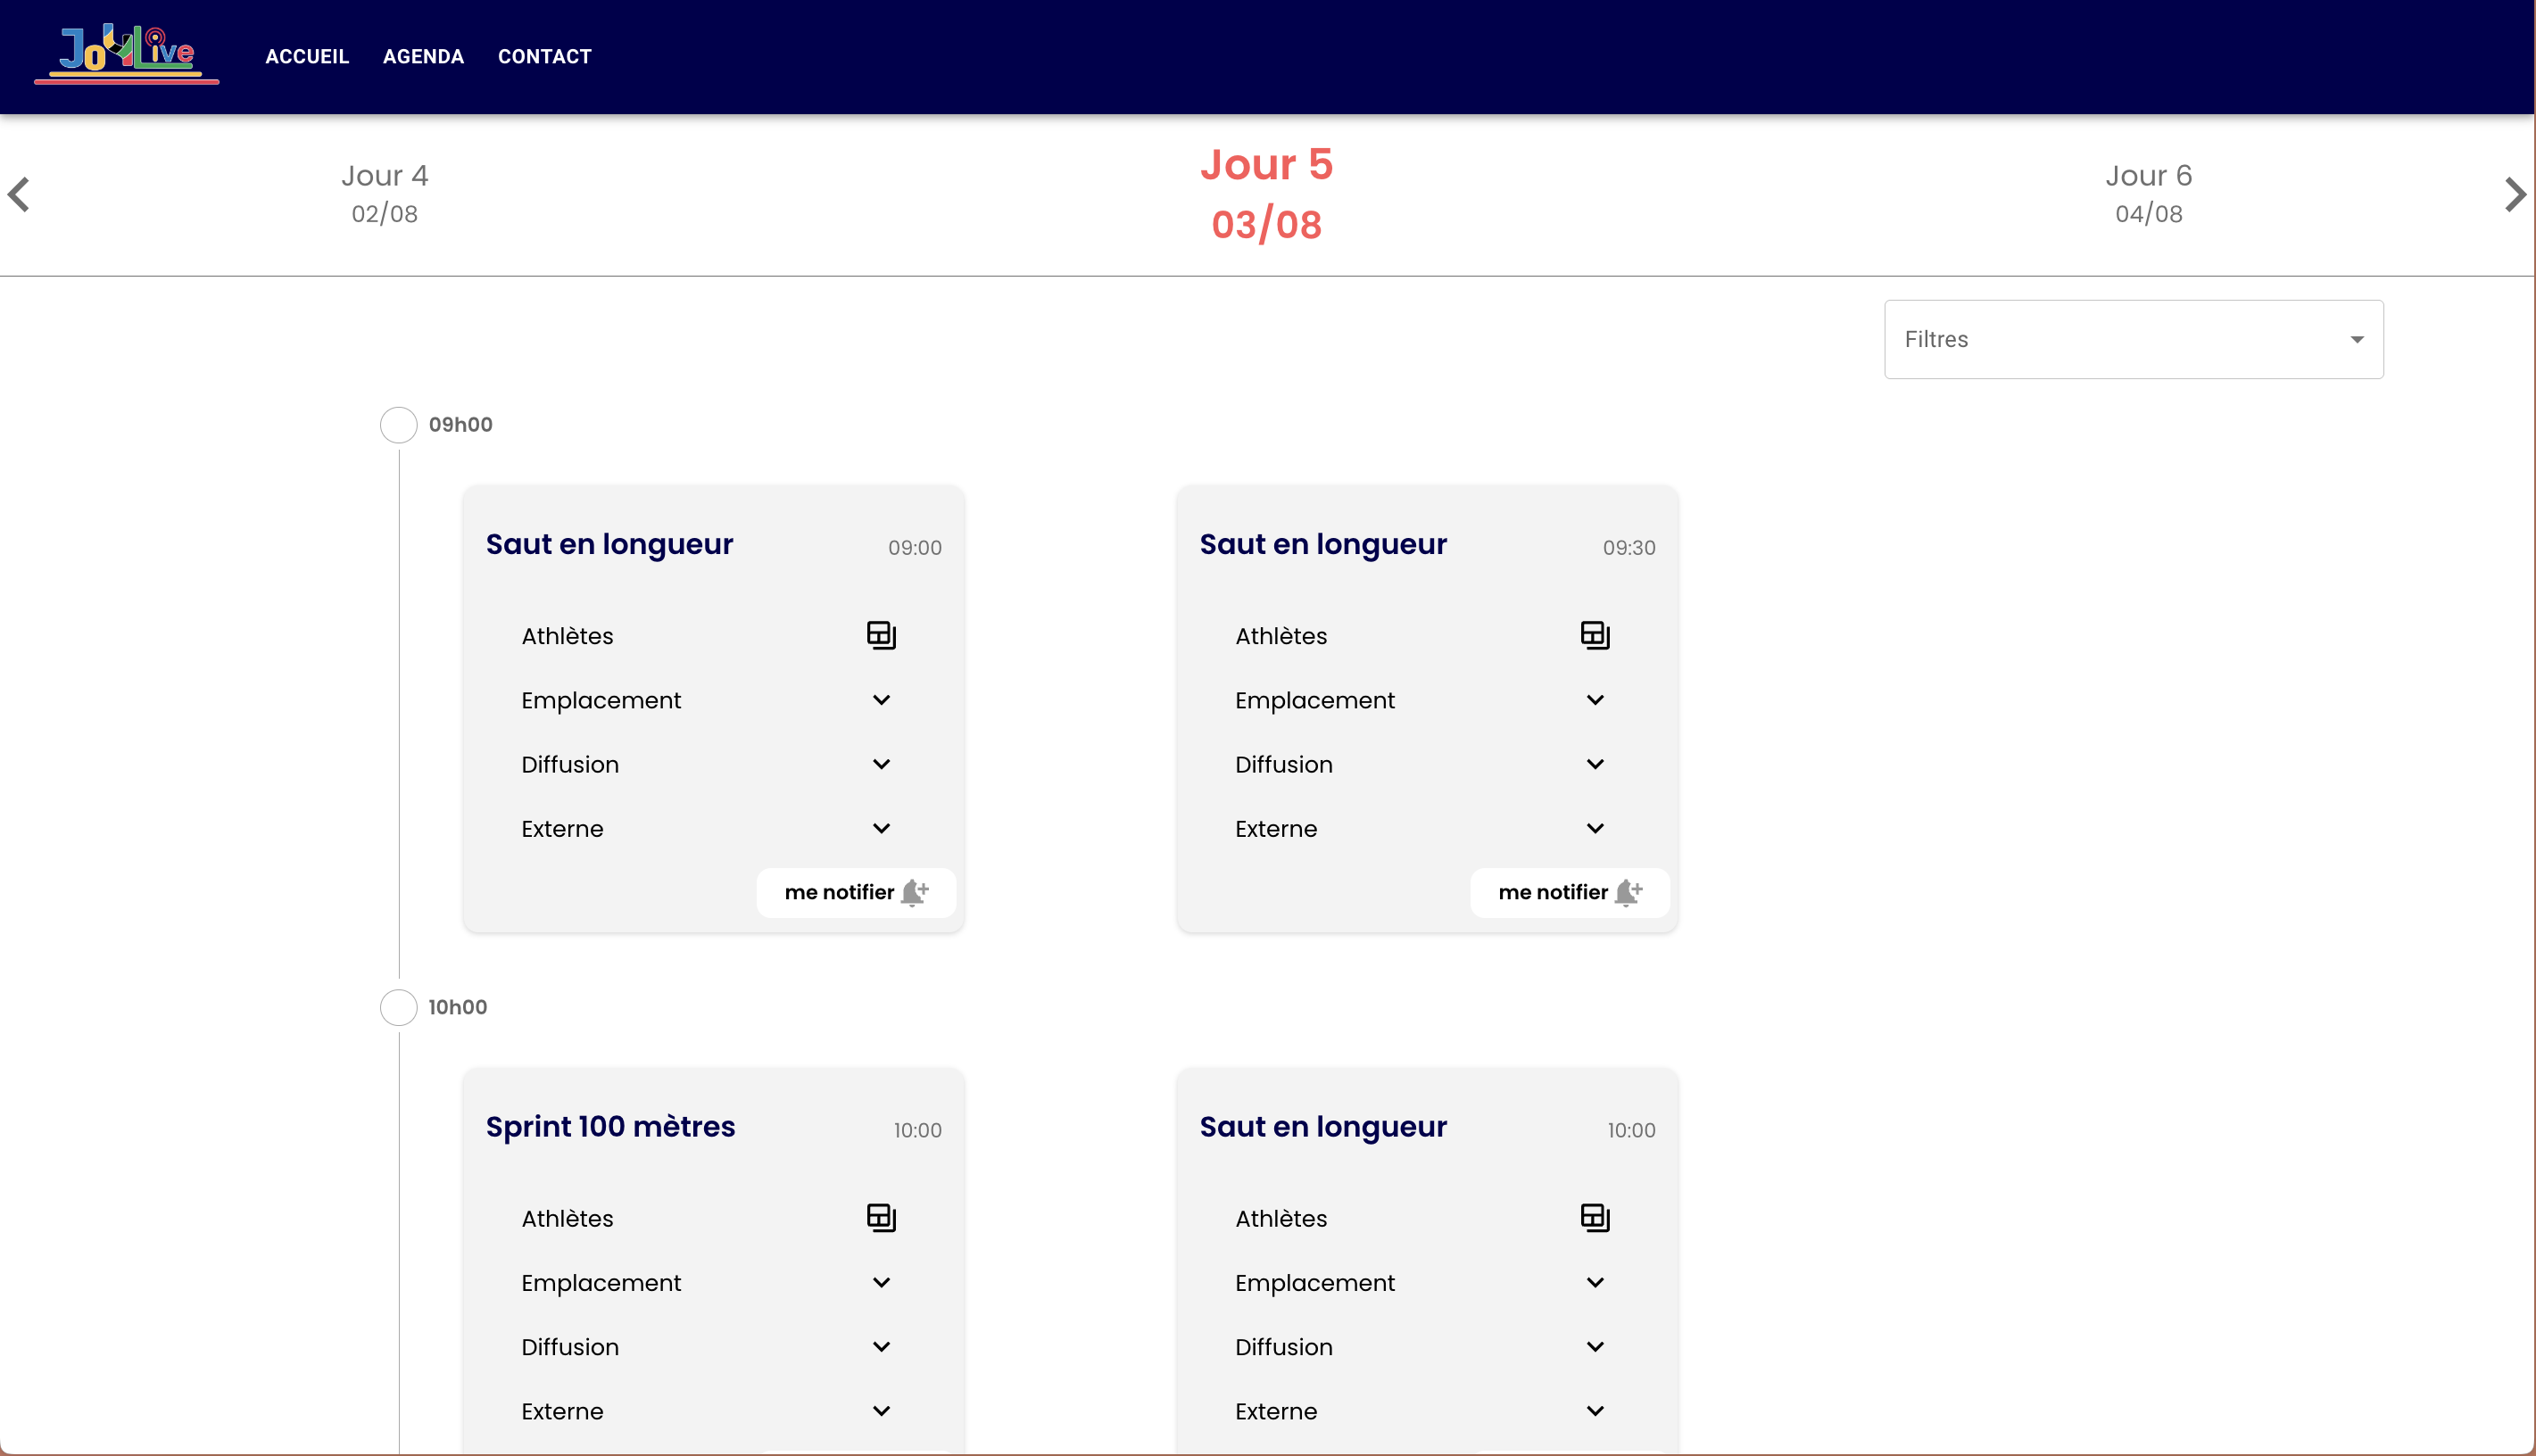 JoYLive
ACCUEIL AGENDA CONTACT
Jour 4
02/08
Jour 5
03/08
Jour 6
04/08
Filtres
09h00
Saut en longueur 09:00
Athlètes
Emplacement
Diffusion
Externe
me notifier
Saut en longueur 09:30
Athlètes
Emplacement
Diffusion
Externe
me notifier
10h00
Sprint 100 mètres 10:00
Athlètes
Emplacement
Diffusion
Externe
Saut en longueur 10:00
Athlètes
Emplacement
Diffusion
Externe